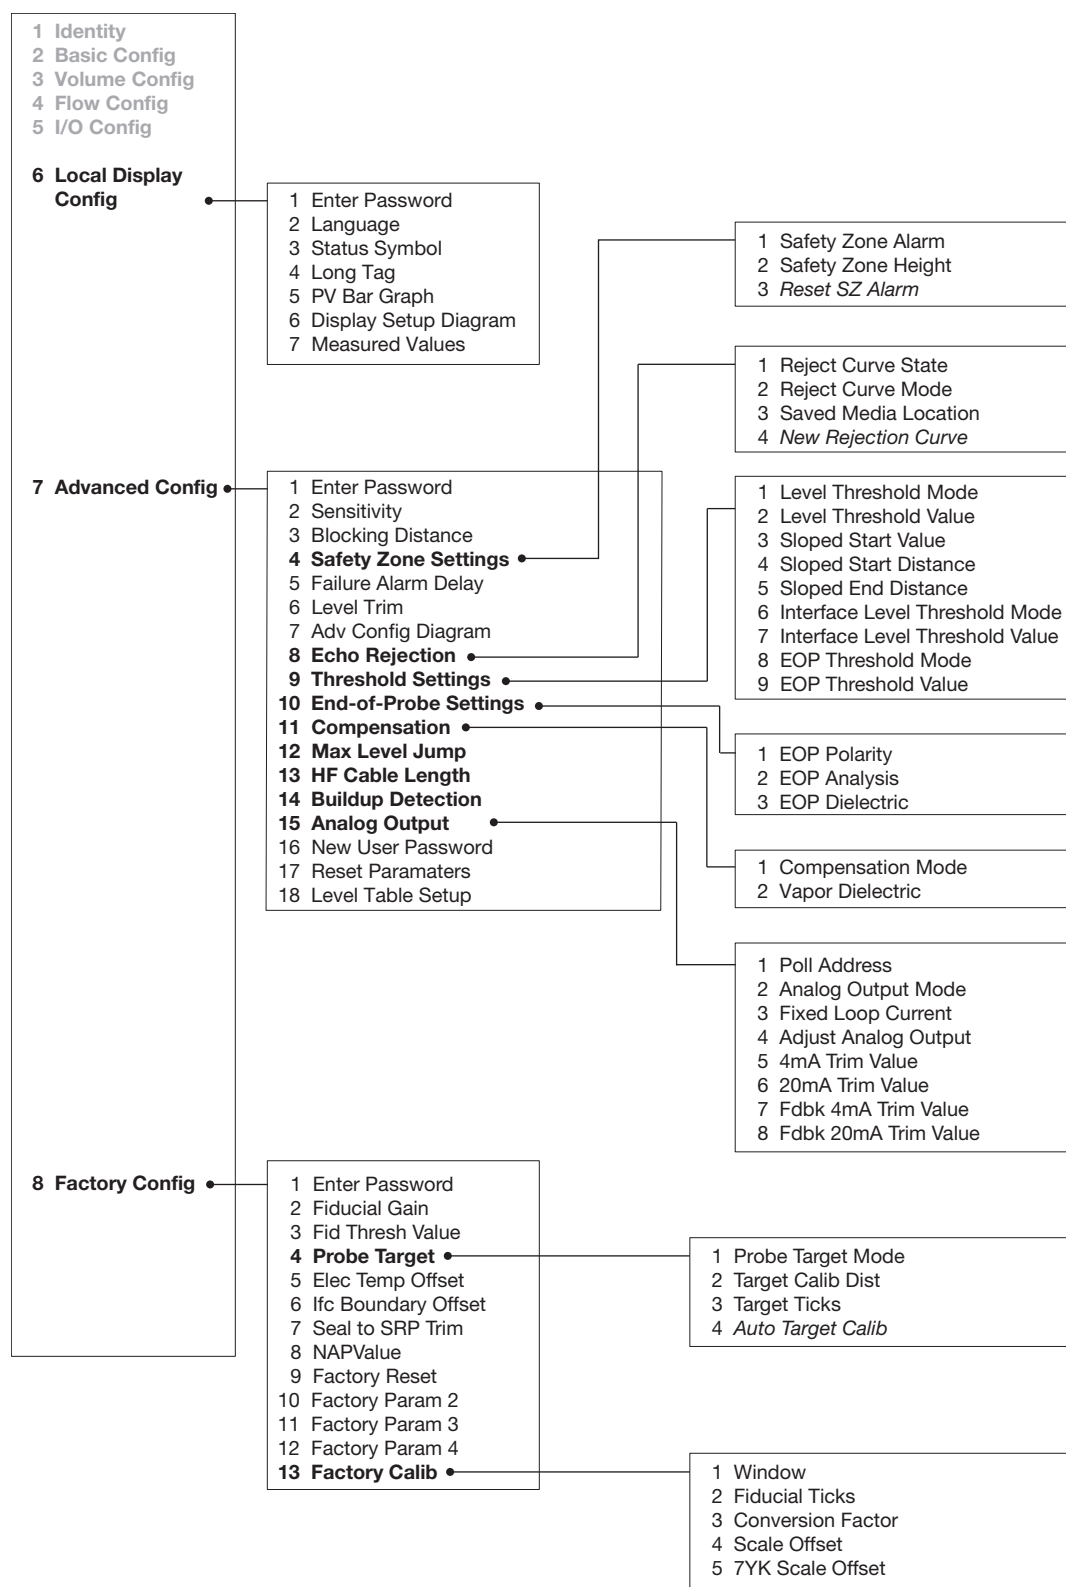 1 Identity
2 Basic Config
3 Volume Config
4 Flow Config
5 I/O Config
6 Local Display
Config
1 Enter Password
2 Language
3 Status Symbol
4 Long Tag
5 PV Bar Graph
6 Display Setup Diagram
7 Measured Values
1 Safety Zone Alarm
2 Safety Zone Height
3 Reset SZ Alarm
1 Reject Curve State
2 Reject Curve Mode
3 Saved Media Location
4 New Rejection Curve
7 Advanced Config
1 Enter Password
2 Sensitivity
3 Blocking Distance
4 Safety Zone Settings
5 Failure Alarm Delay
6 Level Trim
7 Adv Config Diagram
8 Echo Rejection
9 Threshold Settings
10 End-of-Probe Settings
11 Compensation
12 Max Level Jump
13 HF Cable Length
14 Buildup Detection
15 Analog Output
16 New User Password
17 Reset Paramaters
18 Level Table Setup
1 Level Threshold Mode
2 Level Threshold Value
3 Sloped Start Value
4 Sloped Start Distance
5 Sloped End Distance
6 Interface Level Threshold Mode
7 Interface Level Threshold Value
8 EOP Threshold Mode
9 EOP Threshold Value
1 EOP Polarity
2 EOP Analysis
3 EOP Dielectric
1 Compensation Mode
2 Vapor Dielectric
1 Poll Address
2 Analog Output Mode
3 Fixed Loop Current
4 Adjust Analog Output
5 4mA Trim Value
6 20mA Trim Value
7 Fdbk 4mA Trim Value
8 Fdbk 20mA Trim Value
8 Factory Config
1 Enter Password
2 Fiducial Gain
3 Fid Thresh Value
4 Probe Target
5 Elec Temp Offset
6 Ifc Boundary Offset
7 Seal to SRP Trim
8 NAPValue
9 Factory Reset
10 Factory Param 2
11 Factory Param 3
12 Factory Param 4
13 Factory Calib
1 Probe Target Mode
2 Target Calib Dist
3 Target Ticks
4 Auto Target Calib
1 Window
2 Fiducial Ticks
3 Conversion Factor
4 Scale Offset
5 7YK Scale Offset